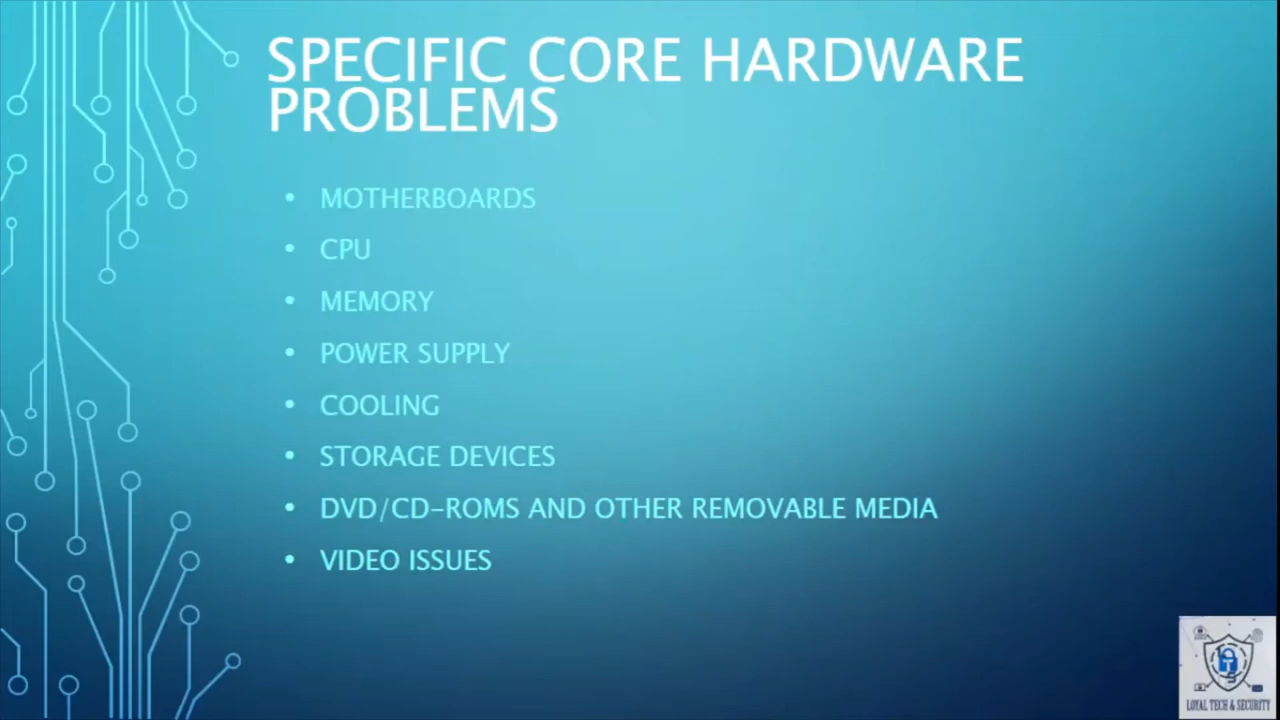 SPECIFIC CORE HARDWARE
PROBLEMS
• MOTHERBOARDS
• CPU
• MEMORY
• POWER SUPPLY
• COOLING
• STORAGE DEVICES
• DVD/CD-ROMS AND OTHER REMOVABLE MEDIA
• VIDEO ISSUES
LOYAL TECH & SECURITY